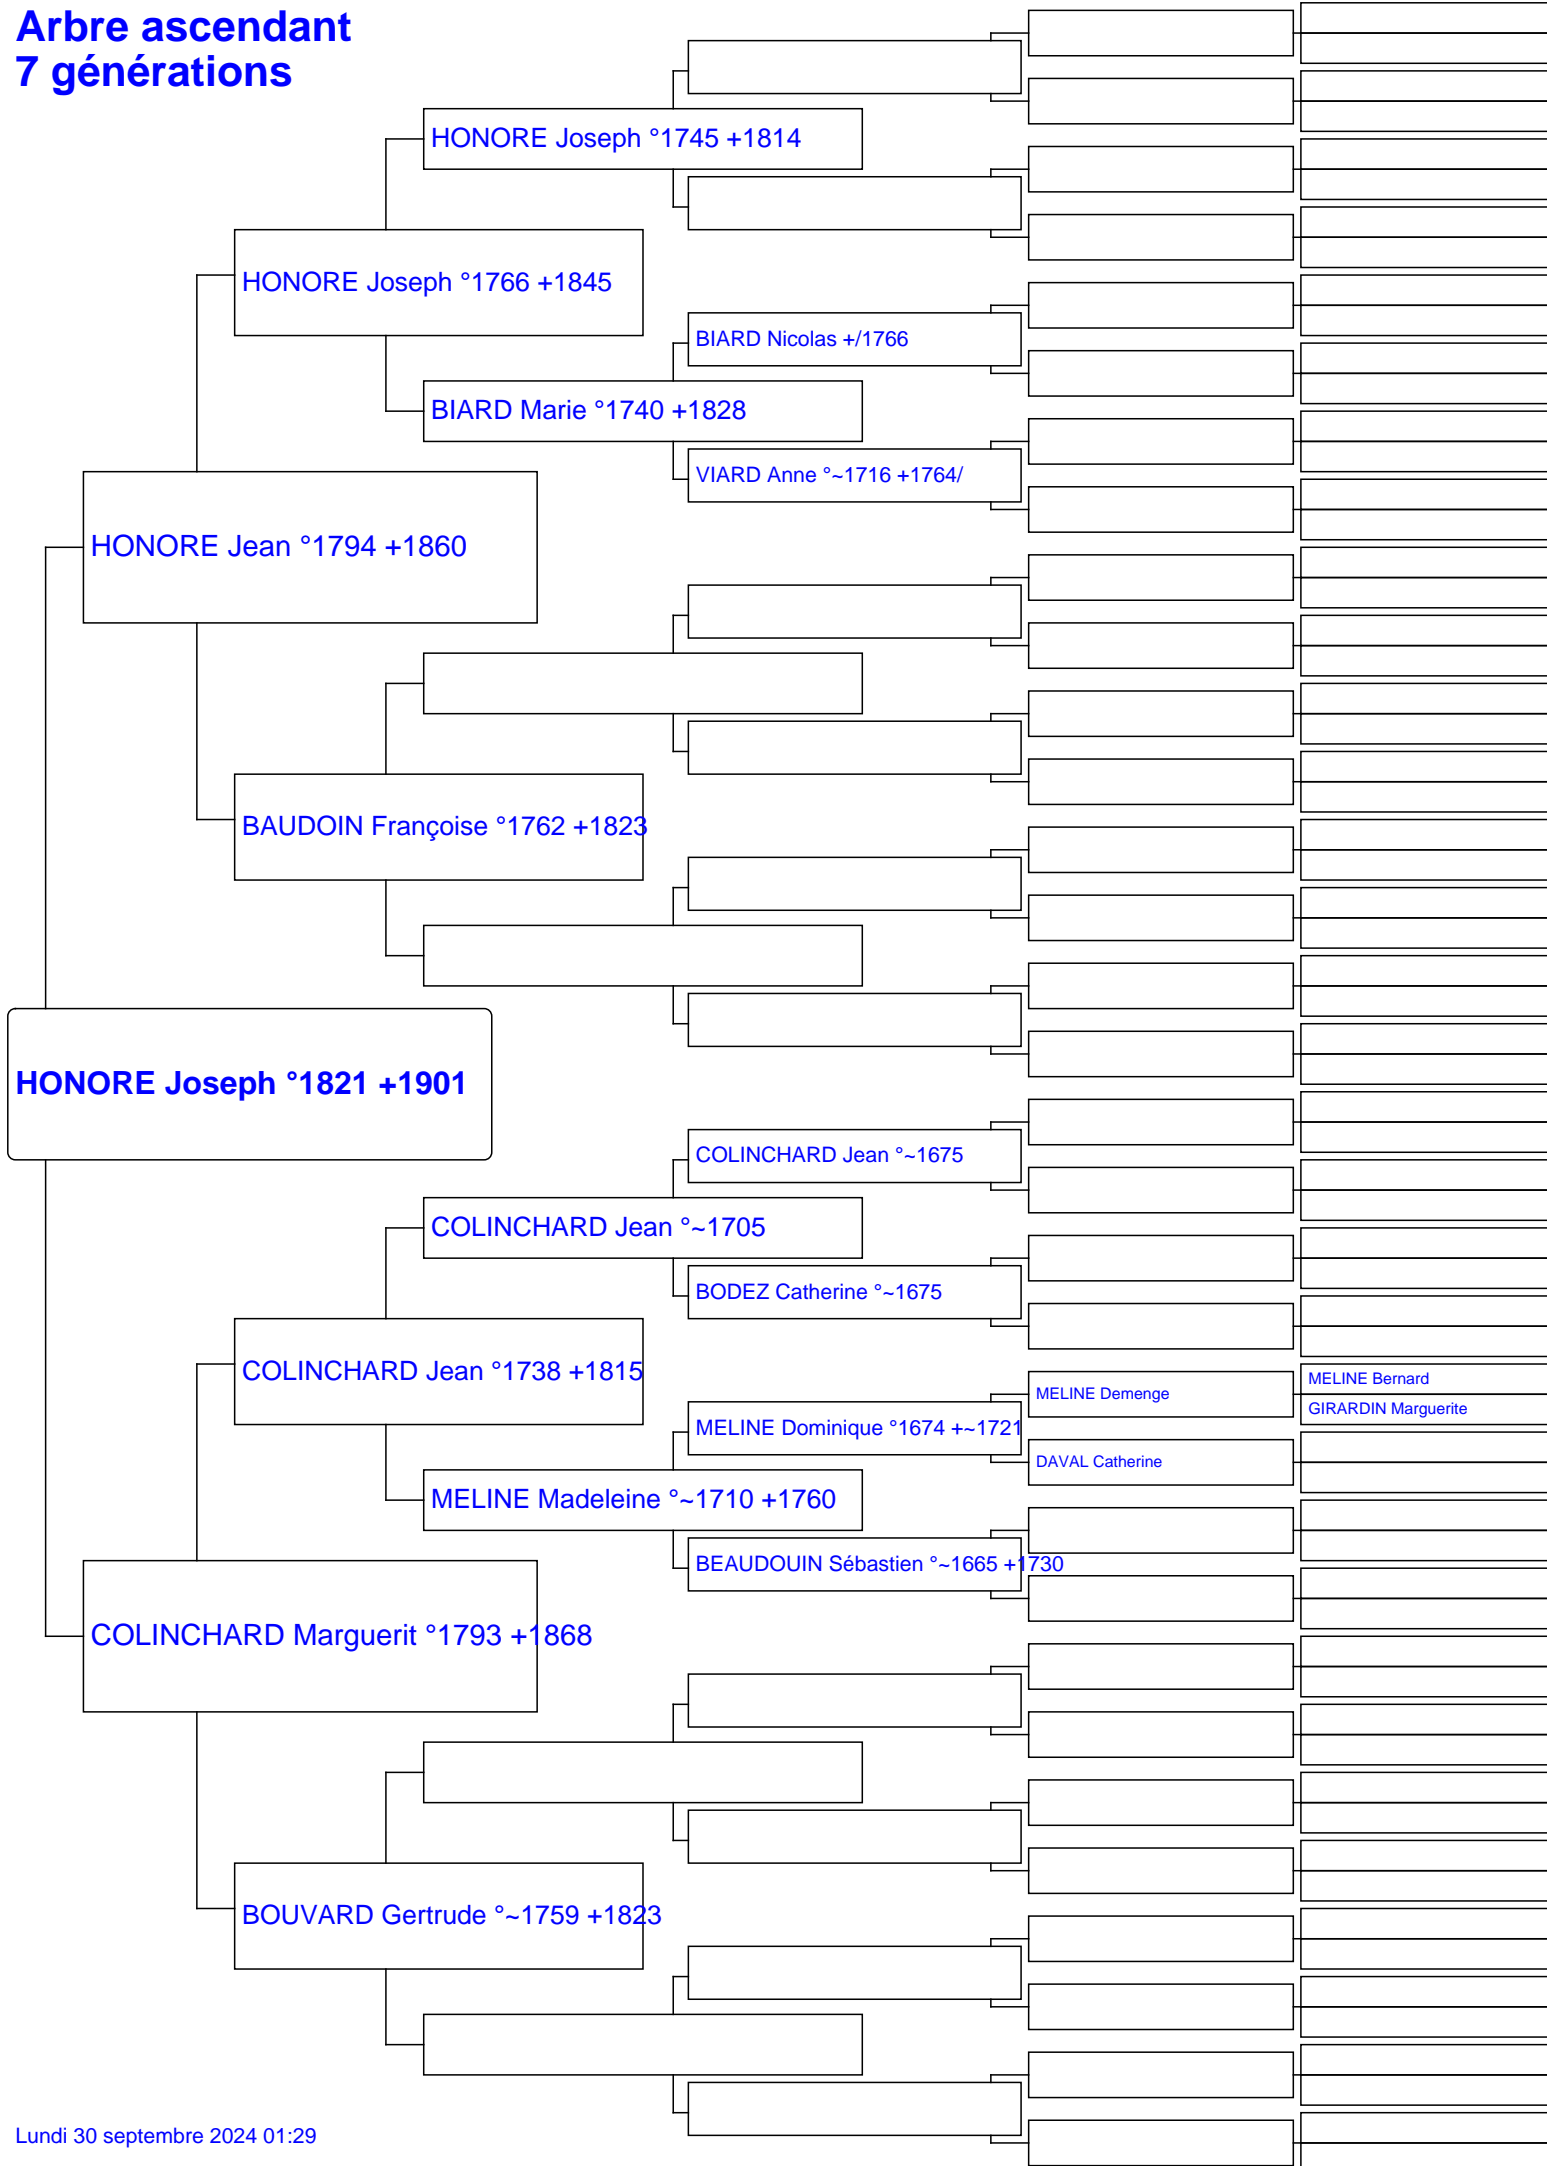 Arbre ascendant
7 générations
HONORE Joseph °1745 +1814
HONORE Joseph °1766 +1845
BIARD Nicolas +/1766
BIARD Marie °1740 +1828
VIARD Anne °~1716 +1764/
HONORE Jean °1794 +1860
BAUDOIN Françoise °1762 +1823
HONORE Joseph °1821 +1901
COLINCHARD Jean °~1675
COLINCHARD Jean °~1705
BODEZ Catherine °~1675
COLINCHARD Jean °1738 +1815
MELINE Bernard
MELINE Demenge
GIRARDIN Marguerite
MELINE Dominique °1674 +~1721
DAVAL Catherine
MELINE Madeleine °~1710 +1760
BEAUDOUIN Sébastien °~1665 +1730
COLINCHARD Marguerit °1793 +1868
BOUVARD Gertrude °~1759 +1823
Lundi 30 septembre 2024 01:29